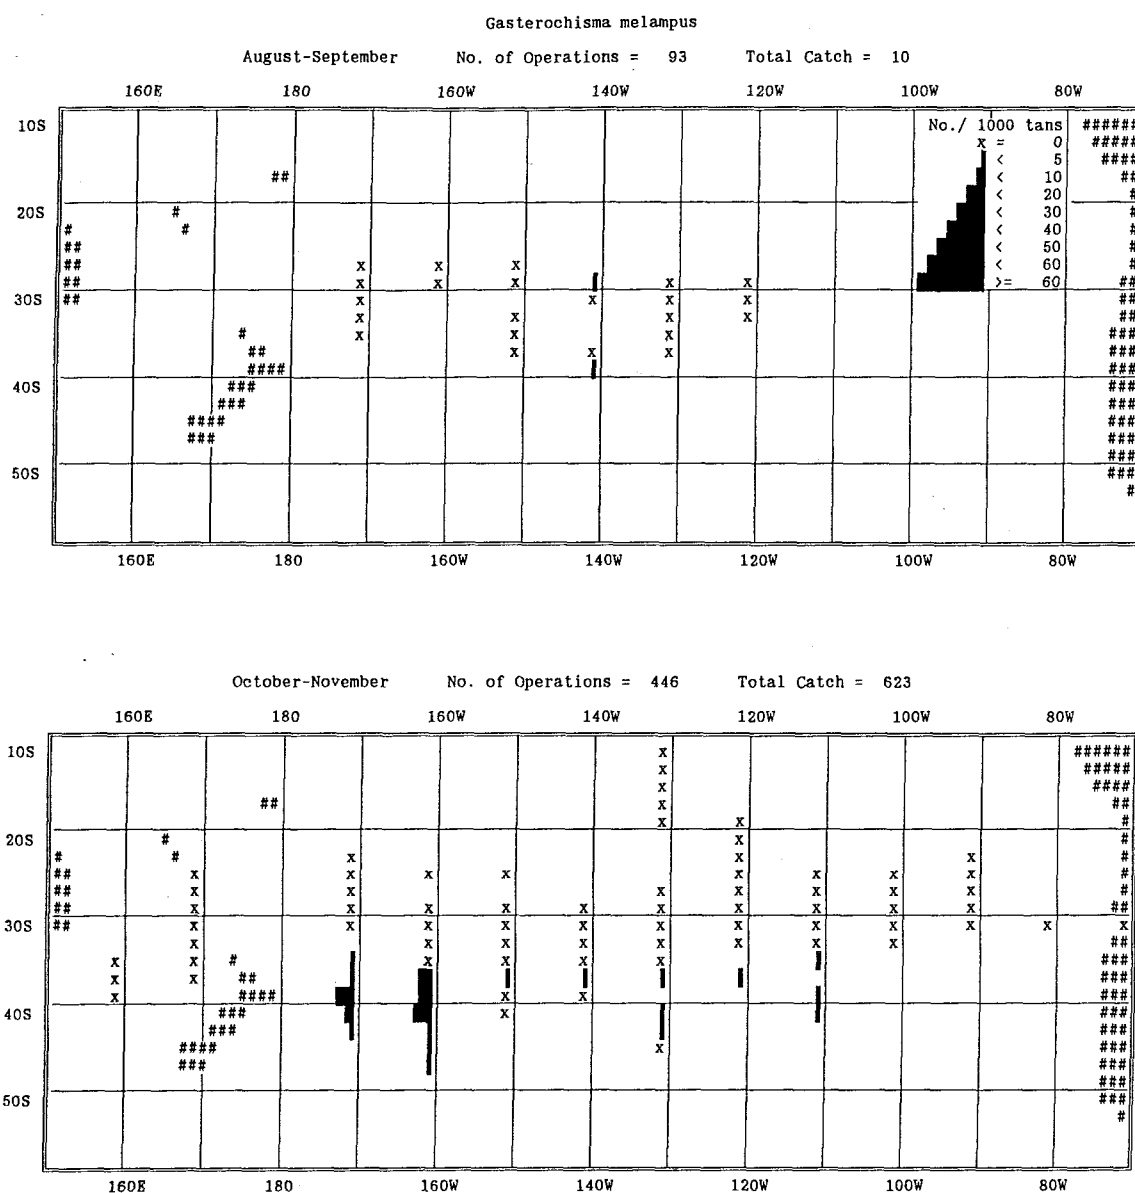 Gasterochisma melampus
August-September No. of Operations = 93 Total Catch = 10
160E 180 160W 140W 120W 100W 80W
10S No./ 1000 tans ######
x = 0 #####
< 5 ####
## < 10 ##
< 20 #
20S # < 30 #
# # < 40 #
## < 50 #
## x x x < 60 #
## x x x x x >= 60 ##
30S ## x x x x ##
x x x x ##
# x x x ###
## x x x ###
#### ###
40S ### ###
### ###
#### ###
### ###
###
50S ###
#
160E 180 160W 140W 120W 100W 80W
October-November No. of Operations = 446 Total Catch = 623
160E 180 160W 140W 120W 100W 80W
10S x ######
x #####
x ####
## x ##
x x #
20S # x #
# # x x x #
## x x x x x x x #
## x x x x x x x #
## x x x x x x x x x x ##
30S ## x x x x x x x x x x x
x x x x x x x x ##
x x # x ###
x x ## ###
x #### x x ###
40S ### x ###
### ###
#### x ###
### ###
###
50S ###
#
160E 180 160W 140W 120W 100W 80W